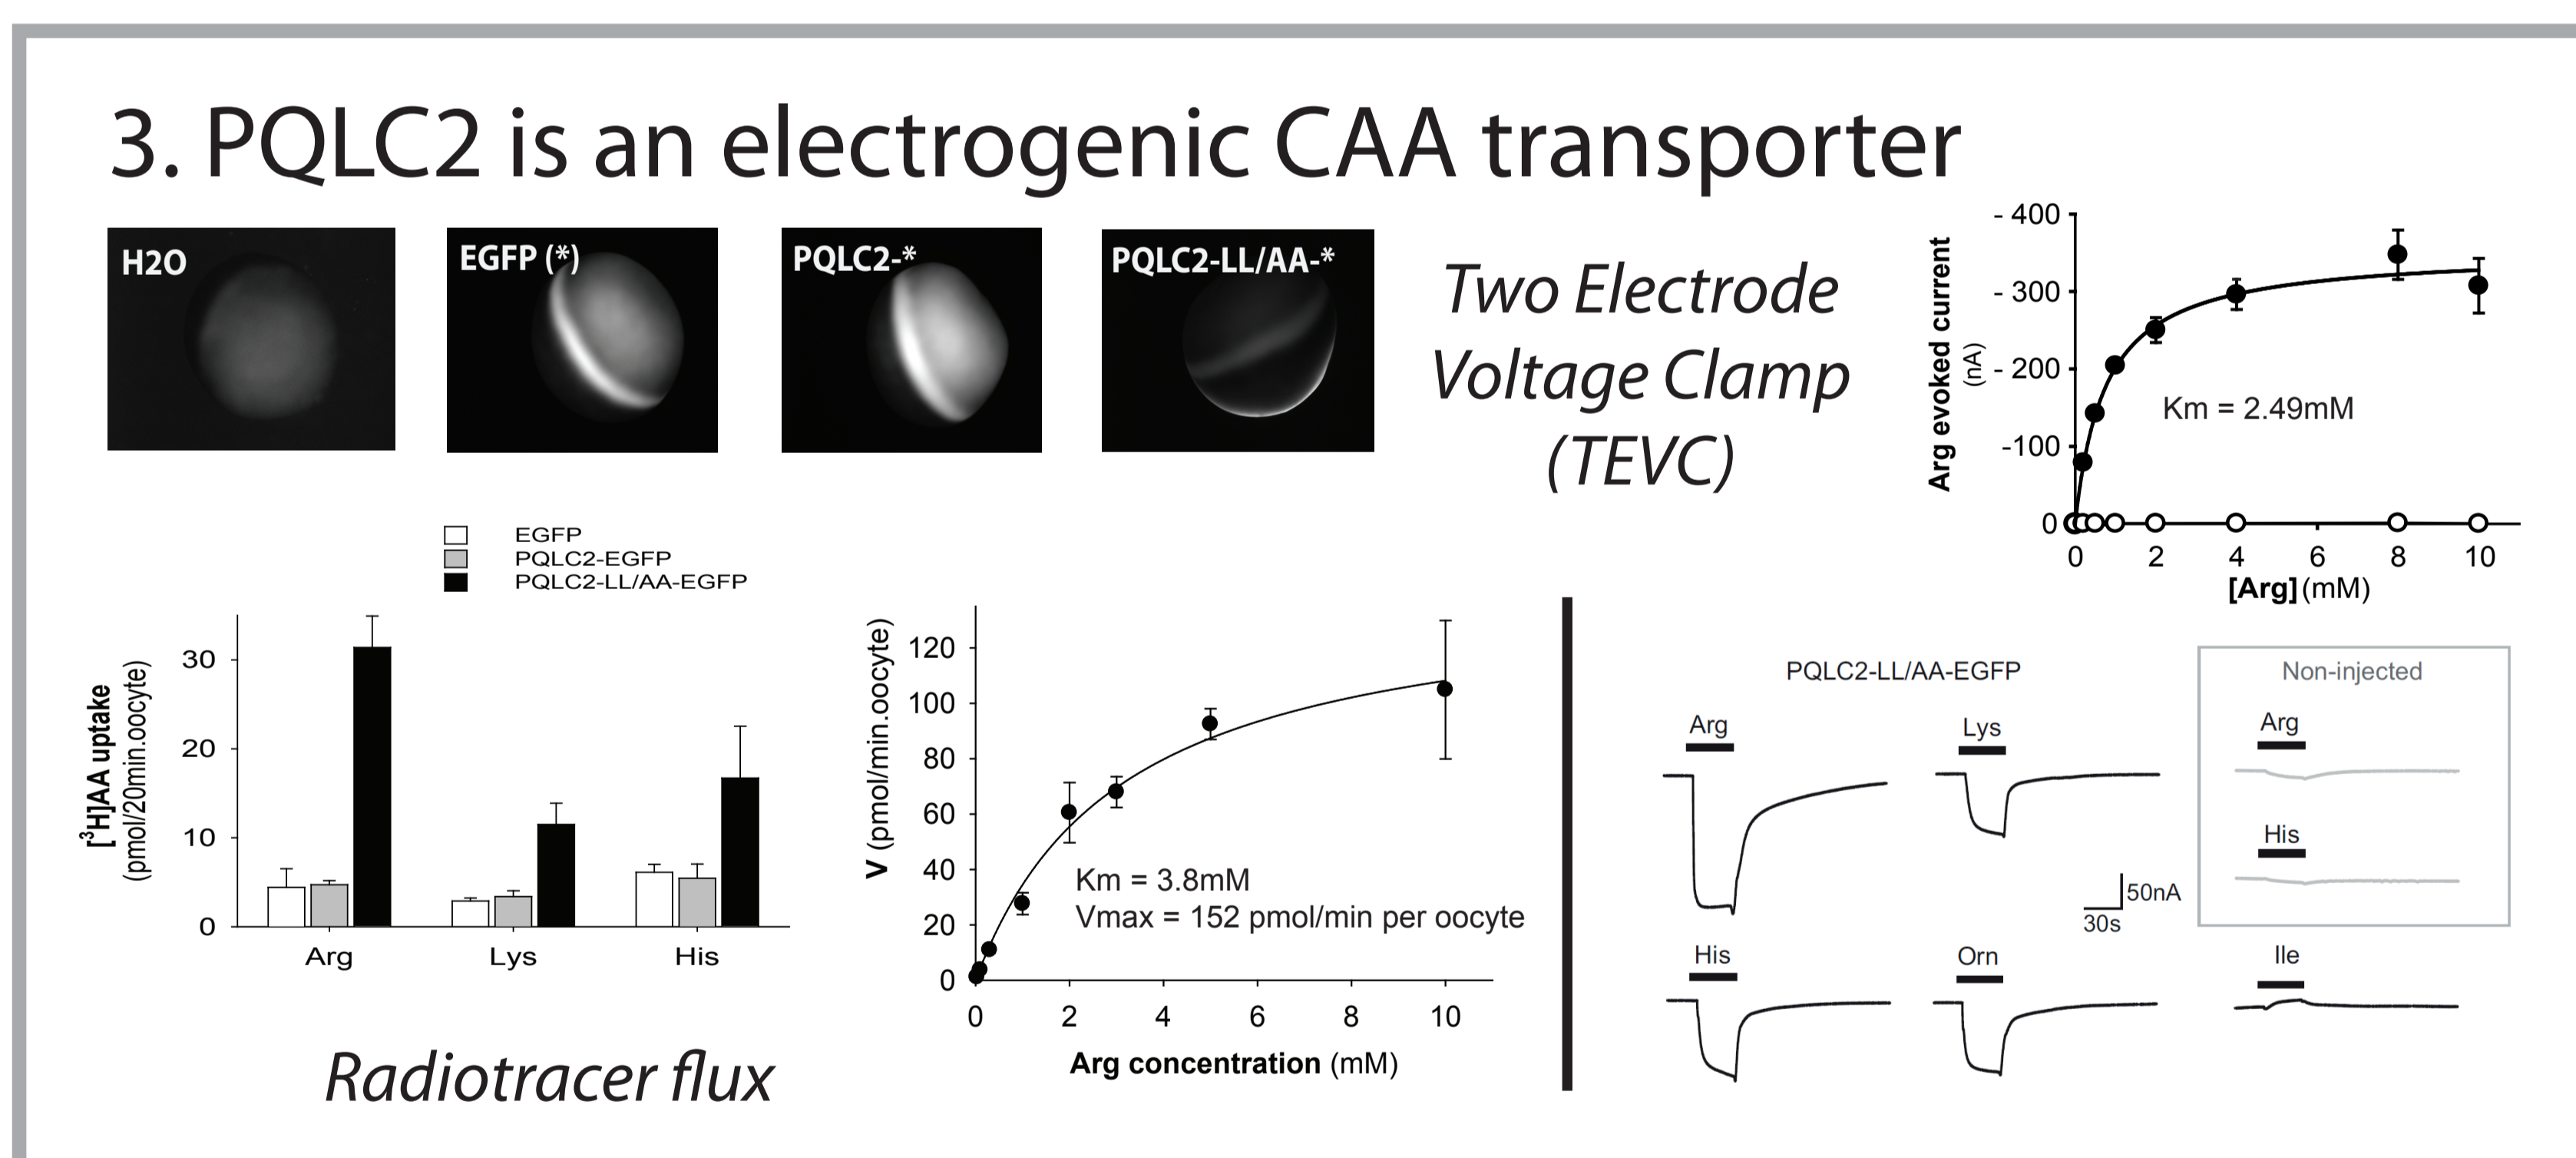 3. PQLC2 is an electrogenic CAA transporter
H2O
EGFP (*)
PQLC2-*
PQLC2-LL/AA-*
Two Electrode
Voltage Clamp
(TEVC)
Arg evoked current
(nA)
- 400
- 300
- 200
-100
0
Km = 2.49mM
0 2 4 6 8 10
[Arg] (mM)
EGFP
PQLC2-EGFP
PQLC2-LL/AA-EGFP
[³H]AA uptake
(pmol/20min.oocyte)
30
20
10
0
Arg Lys His
Radiotracer flux
V (pmol/min.oocyte)
120
100
80
60
40
20
0
Km = 3.8mM
Vmax = 152 pmol/min per oocyte
0 2 4 6 8 10
Arg concentration (mM)
PQLC2-LL/AA-EGFP
Arg
Lys
His
Orn
50nA
30s
Non-injected
Arg
His
Ile